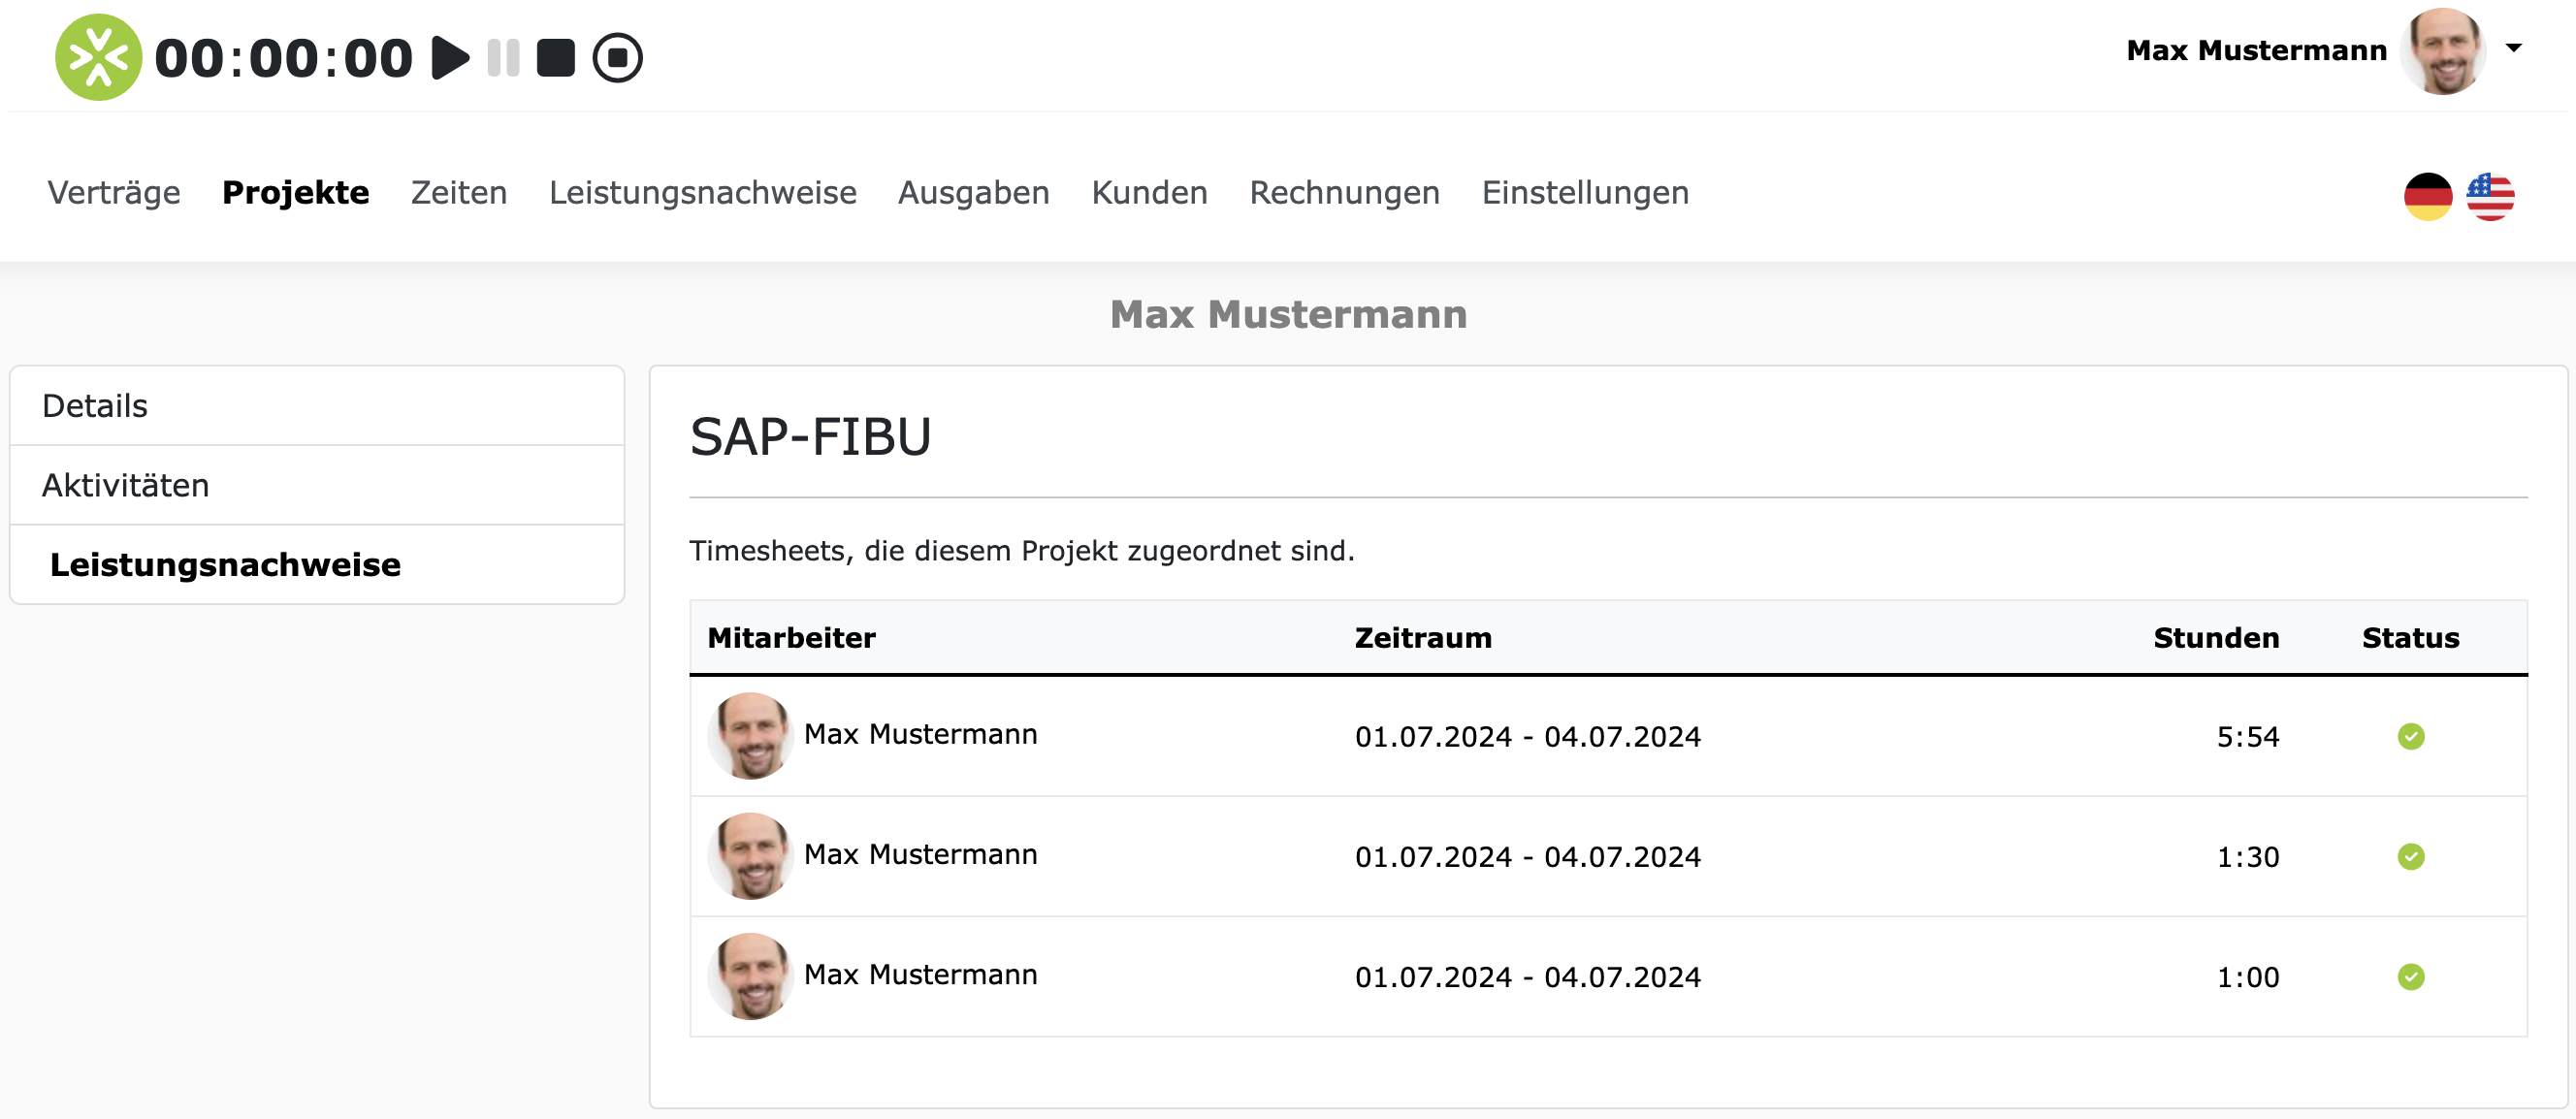 00:00:00
Max Mustermann
Verträge Projekte Zeiten Leistungsnachweise Ausgaben Kunden Rechnungen Einstellungen
Max Mustermann
Details
Aktivitäten
Leistungsnachweise
SAP-FIBU
Timesheets, die diesem Projekt zugeordnet sind.
Mitarbeiter Zeitraum Stunden Status
Max Mustermann 01.07.2024 - 04.07.2024 5:54
Max Mustermann 01.07.2024 - 04.07.2024 1:30
Max Mustermann 01.07.2024 - 04.07.2024 1:00